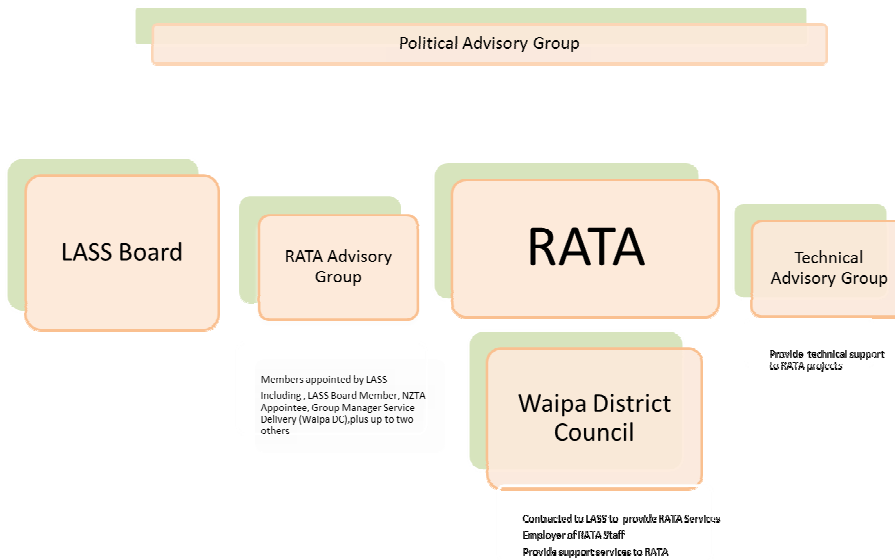 Political Advisory Group
LASS Board
RATA Advisory
Group
RATA
Technical
Advisory Group
Members appointed by LASS
Including , LASS Board Member, NZTA
Appointee, Group Manager Service
Delivery (Waipa DC),plus up to two
others
Provide technical support
to RATA projects
Waipa District
Council
Contracted to LASS to provide RATA Services
Employer of RATA Staff
Provide support services to RATA